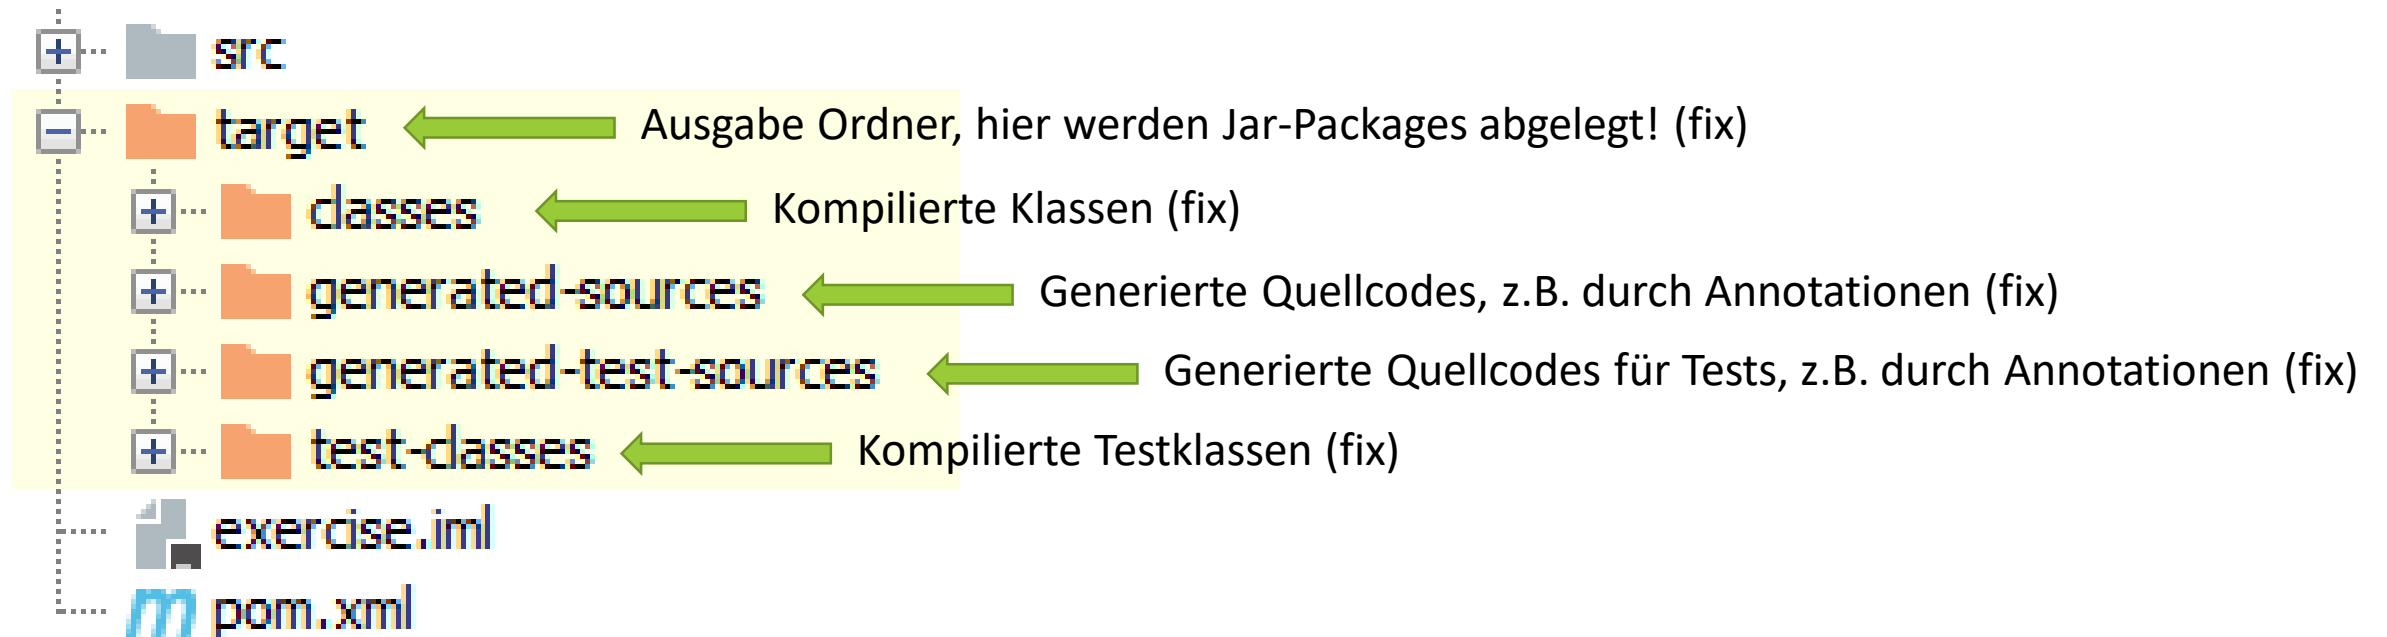 src
target Ausgabe Ordner, hier werden Jar-Packages abgelegt! (fix)
classes Kompilierte Klassen (fix)
generated-sources Generierte Quellcodes, z.B. durch Annotationen (fix)
generated-test-sources Generierte Quellcodes für Tests, z.B. durch Annotationen (fix)
test-classes Kompilierte Testklassen (fix)
exercise.iml
pom.xml